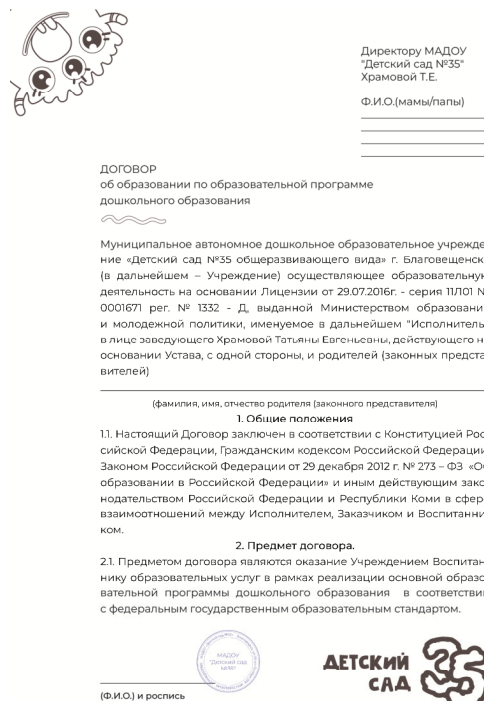 Директору МАДОУ
"Детский сад №35"
Храмовой Т.Е.
Ф.И.О.(мамы/папы)
ДОГОВОР
об образовании по образовательной программе
дошкольного образования
Муниципальное автономное дошкольное образовательное учрежде
ние «Детский сад №35 общеразвивающего вида» г. Благовещенск
(в дальнейшем – Учреждение) осуществляющее образовательную
деятельность на основании Лицензии от 29.07.2016г. - серия 11Л01 N
0001671 рег. № 1332 - Д, выданной Министерством образовани
и молодежной политики, именуемое в дальнейшем "Исполнитель
в лице заведующего Храмовой Татьяны Евгеньевны, действующего н
основании Устава, с одной стороны, и родителей (законных предста
вителей)
(фамилия, имя, отчество родителя (законного представителя)
1. Общие положения
1.1. Настоящий Договор заключен в соответствии с Конституцией Рос
сийской Федерации, Гражданским кодексом Российской Федерации
Законом Российской Федерации от 29 декабря 2012 г. № 273 – ФЗ «О
образовании в Российской Федерации» и иным действующим зако
нодательством Российской Федерации и Республики Коми в сфер
взаимоотношений между Исполнителем, Заказчиком и Воспитанни
ком.
2. Предмет договора.
2.1. Предметом договора являются оказание Учреждением Воспитан
нику образовательных услуг в рамках реализации основной образо
вательной программы дошкольного образования в соответстви
с федеральным государственным образовательным стандартом.
МАДОУ
"Детский сад
№35"
ДЕТСКИЙ
САД
35
(Ф.И.О.) и роспись